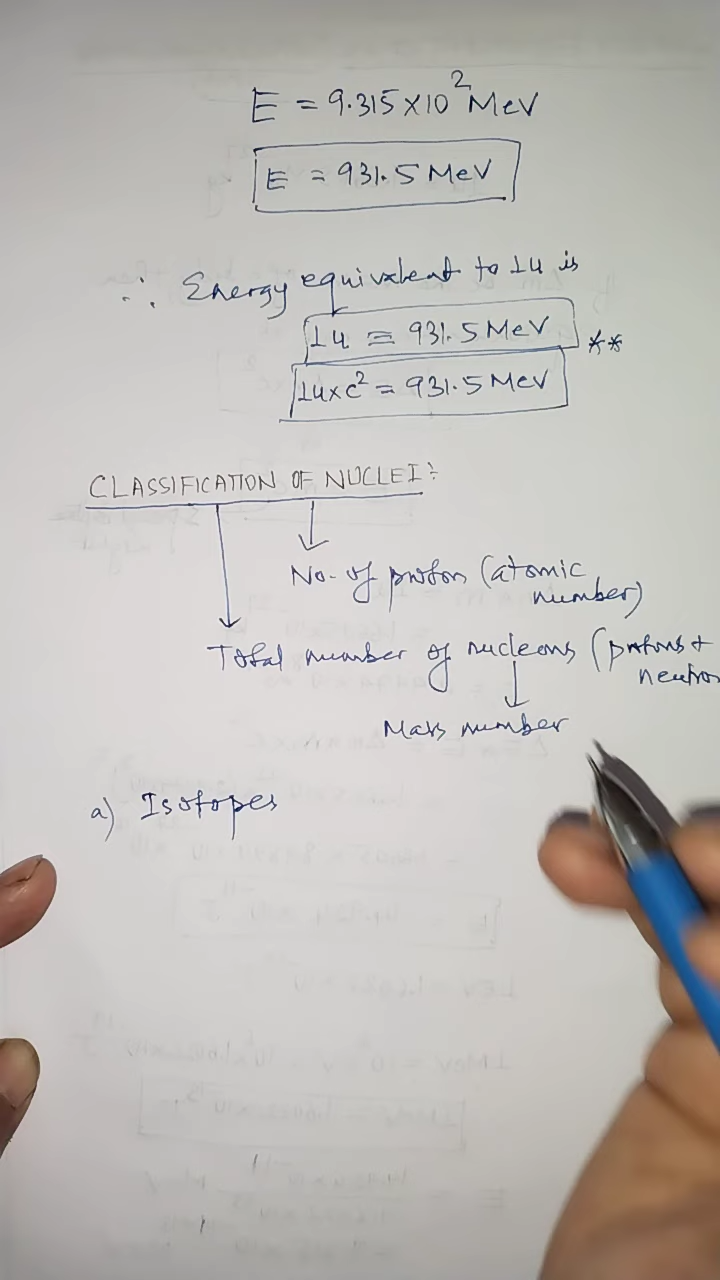 E = 9.315×10² MeV
E = 931.5 MeV
∴ Energy equivalent to 1u is
1u ≡ 931.5 MeV **
1u×c² = 931.5 MeV
CLASSIFICATION OF NUCLEI:
No. of proton (atomic
number)
Total number of nucleons (protons +
neutron
Mass number
a) Isotopes